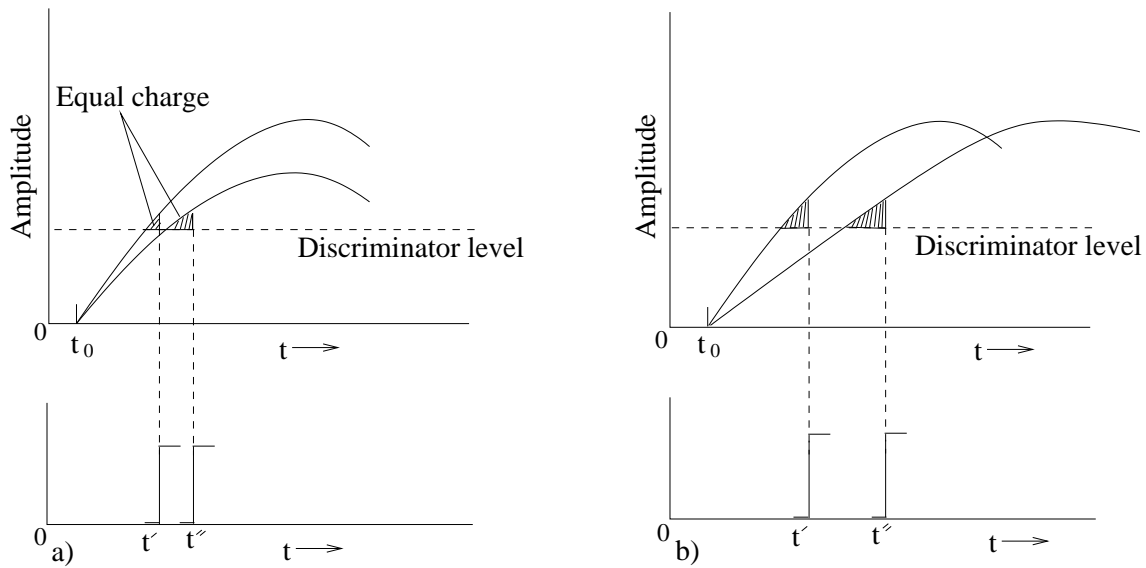 Amplitude
Equal charge
Discriminator level
0
t0
t
0
t′
t″
t
a)
Amplitude
Discriminator level
0
t0
t
0
t′
t″
t
b)